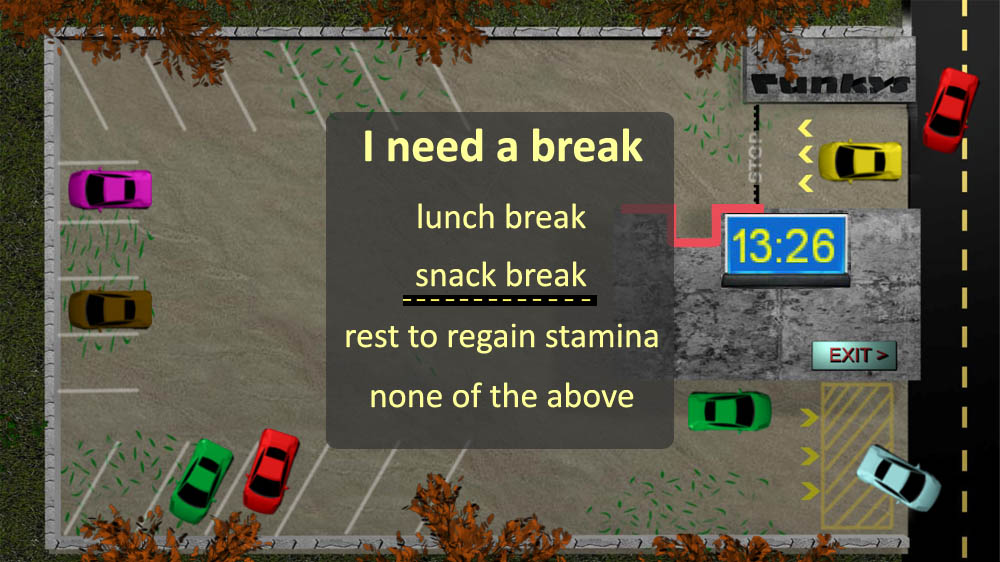 Funkys
I need a break
STOP
lunch break
13:26
snack break
rest to regain stamina
EXIT >
none of the above